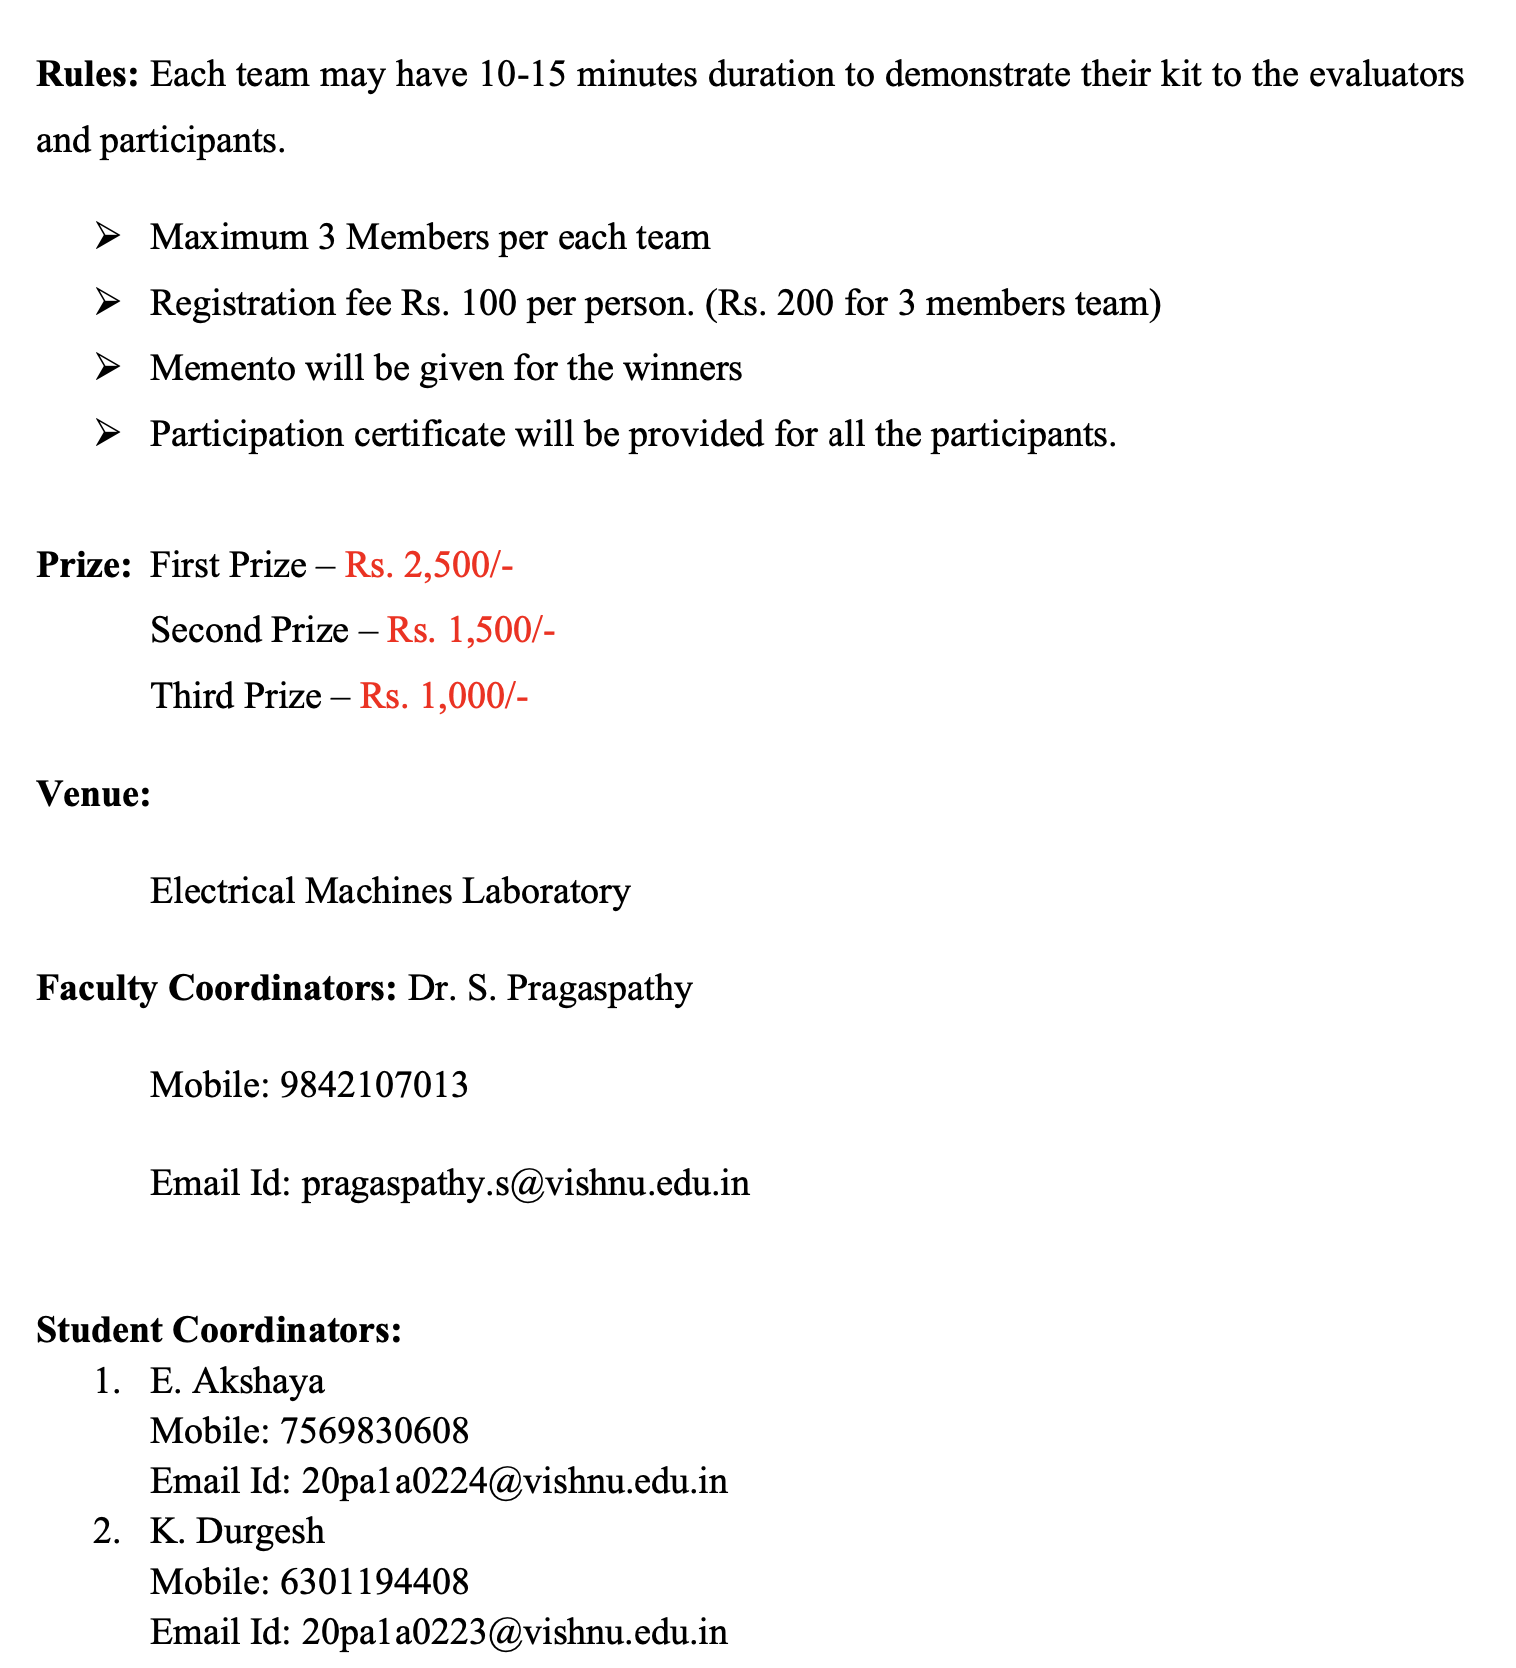 Rules: Each team may have 10-15 minutes duration to demonstrate their kit to the evaluators
and participants.
➢ Maximum 3 Members per each team
➢ Registration fee Rs. 100 per person. (Rs. 200 for 3 members team)
➢ Memento will be given for the winners
➢ Participation certificate will be provided for all the participants.
Prize: First Prize – Rs. 2,500/-
Second Prize – Rs. 1,500/-
Third Prize – Rs. 1,000/-
Venue:
Electrical Machines Laboratory
Faculty Coordinators: Dr. S. Pragaspathy
Mobile: 9842107013
Email Id: pragaspathy.s@vishnu.edu.in
Student Coordinators:
1. E. Akshaya
Mobile: 7569830608
Email Id: 20pa1a0224@vishnu.edu.in
2. K. Durgesh
Mobile: 6301194408
Email Id: 20pa1a0223@vishnu.edu.in